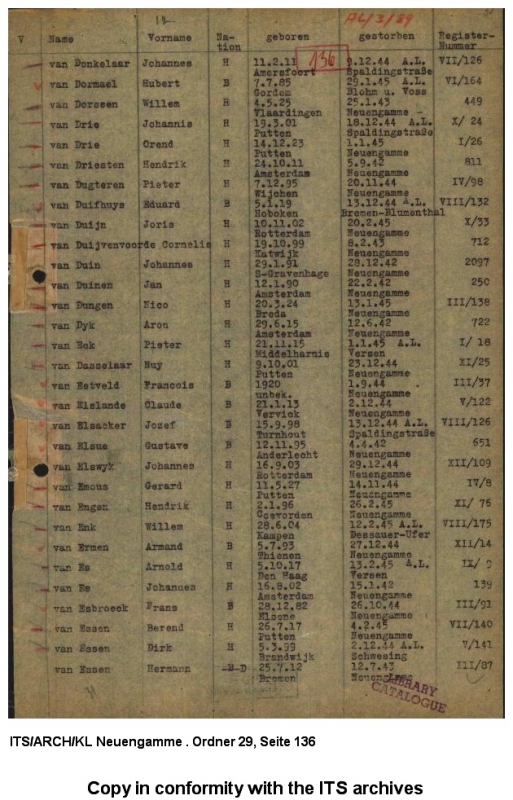 12
AL/3/89
V Name Vorname Na-tion geboren gestorben Register-Nummer
136
van Donkelaar Johannes H 11.2.11 9.12.44 A.L. VII/126
Amersfoort Spaldingstraße
van Dormael Hubert B 7.7.85 29.1.45 A.L. VI/164
Gordem Blohm u. Voss
van Dorosen Willem H 4.5.25 25.1.43 449
Vlaardingen Neuengamme
van Drie Johannis H 19.3.01 18.12.44 A.L. X/ 24
Putten Spaldingstraße
van Drie Orend H 14.12.23 1.1.45 I/26
Putten Neuengamme
van Driesten Hendrik H 24.10.11 5.9.42 811
Amsterdam Neuengamme
van Dugteren Pieter H 7.12.95 20.11.44 IV/98
Wijchen Neuengamme
van Duifhuys Eduard B 5.1.19 13.12.44 A.L. VIII/132
Hoboken Bremen-Blumenthal
van Duijn Joris H 10.11.02 20.2.45 X/33
Rotterdam Neuengamme
van Duijvenvoorde Cornelis H 19.10.99 8.2.43 712
Katwijk Neuengamme
van Duin Johannes H 29.1.91 28.12.42 2097
S-Gravenhage Neuengamme
van Duinen Jan H 12.1.90 22.2.42 250
Amsterdam Neuengamme
van Dungen Nico H 20.3.24 13.1.45 III/138
Breda Neuengamme
van Dyk Aron H 29.6.15 12.6.42 722
Amsterdam Neuengamme
van Eck Pieter H 21.11.15 1.1.45 A.L. I/ 18
Middelharnis Versen
van Dasselaar Huy H 9.10.01 23.12.44 XI/25
Putten Neuengamme
van Eetveld Francois B 1920 1.9.44 III/37
unbek. Neuengamme
van Elslande Claude B 21.1.13 2.12.44 V/122
Vervick Neuengamme
van Elsacker Jozef B 15.9.98 13.12.44 A.L. VIII/126
Turnhout Spaldingstraße
van Elsue Gustave B 12.11.95 4.4.42 651
Anderlecht Neuengamme
van Elswyk Johannes H 16.9.03 29.12.44 XII/109
Rotterdam Neuengamme
van Emous Gerard H 11.5.27 14.11.44 IV/8
Putten Neuengamme
van Engen Hendrik H 2.1.96 26.2.45 XI/ 76
Coevorden Neuengamme
van Enk Willem H 28.6.04 12.2.45 A.L. VIII/175
Kampen Dessauer-Ufer
van Ermen Armand B 5.7.93 27.12.44 XII/14
Thienen Neuengamme
van Es Arnold H 5.10.17 13.2.45 A.L. IX/ 9
Den Haag Versen
van Es Johannes H 16.8.02 15.1.42 139
Amsterdam Neuengamme
van Esbroeck Frans B 28.12.82 26.10.44 III/91
Eloone Neuengamme
van Essen Berend H 26.7.17 4.2.45 VII/140
Putten Neuengamme
van Essen Dirk H 5.3.99 2.12.44 A.L. V/141
Brandwijk Schwesing
van Essen Hermann D 25.7.12 12.7.43 III/87
Bremen
LIBRARY
CATALOGUE
ITS/ARCH/KL Neuengamme . Ordner 29, Seite 136
Copy in conformity with the ITS archives